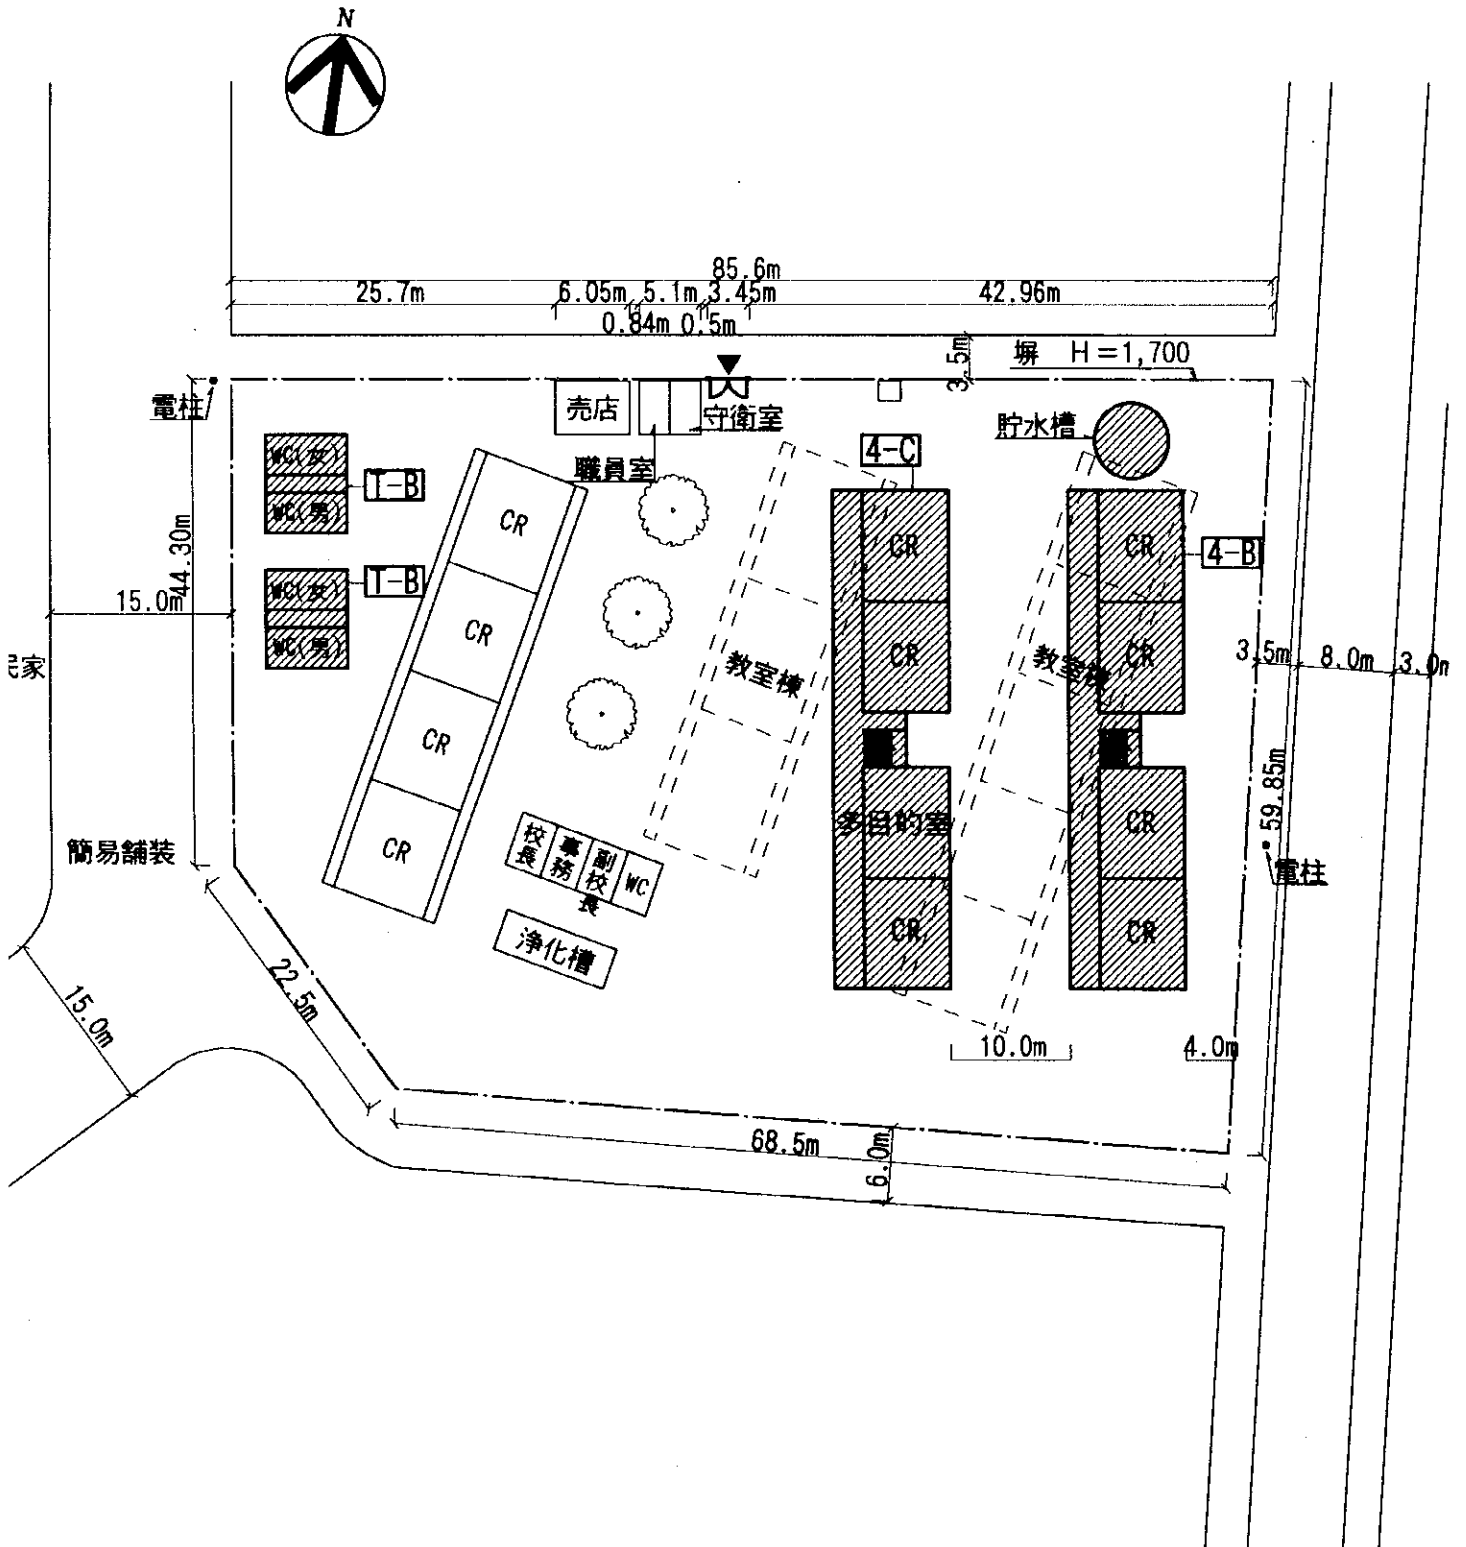 N
85.6m
25.7m 6.05m 5.1m 3.45m 42.96m
0.84m 0.5m
3.5m
塀 H=1,700
電柱
売店
守衛室
職員室
貯水槽
4-C
WC(女)
T-B
WC(男)
CR
CR
CR
4-B
44.30m
WC(女)
T-B
15.0m
WC(男)
CR
CR
CR
教室棟
教室棟
3.5m
8.0m
3.0m
民家
CR
59.85m
簡易舗装
CR
校長
事務
副校長
WC
多目的室
CR
電柱
浄化槽
CR
CR
22.5m
15.0m
10.0m
4.0m
68.5m
6.0m